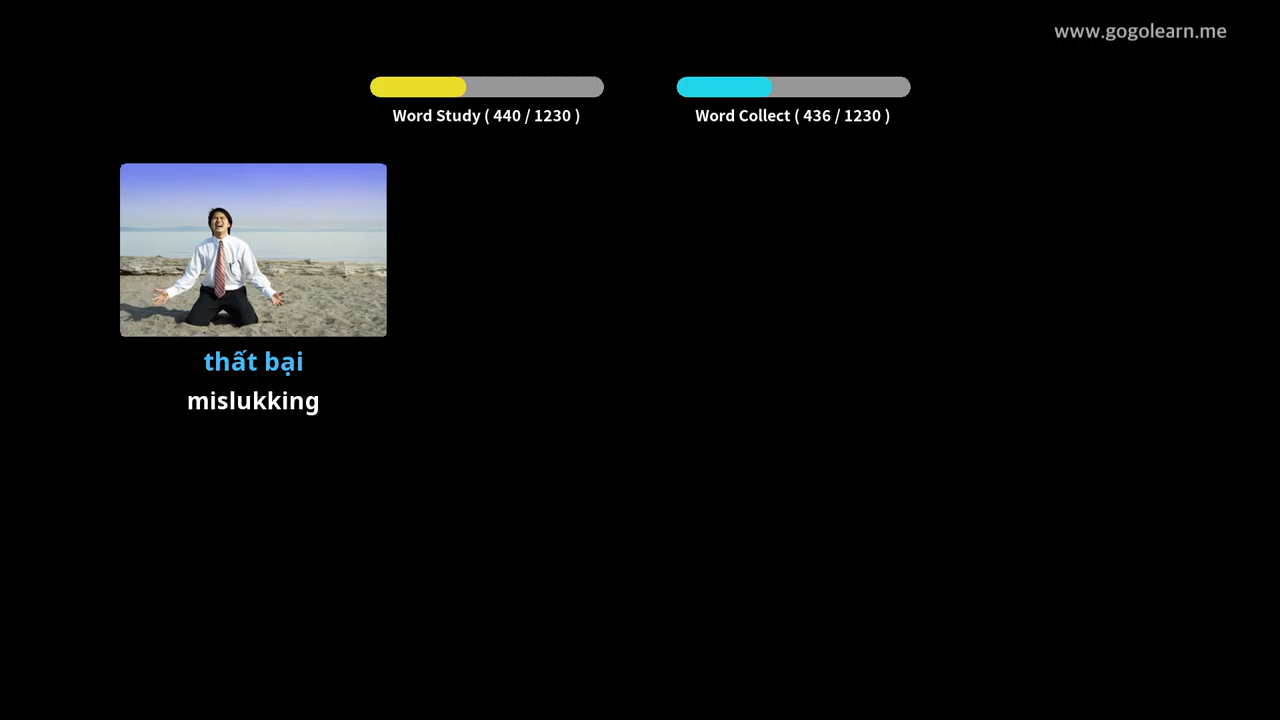 www.gogolearn.me
Word Study ( 440 / 1230 )
Word Collect ( 436 / 1230 )
thất bại
mislukking